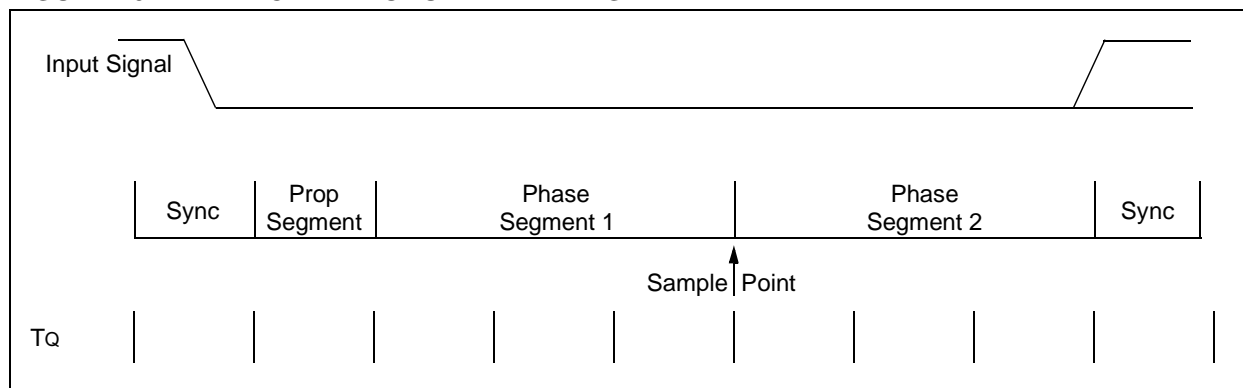 Input Signal
Sync
Prop
Segment
Phase
Segment 1
Phase
Segment 2
Sync
Sample Point
TQ